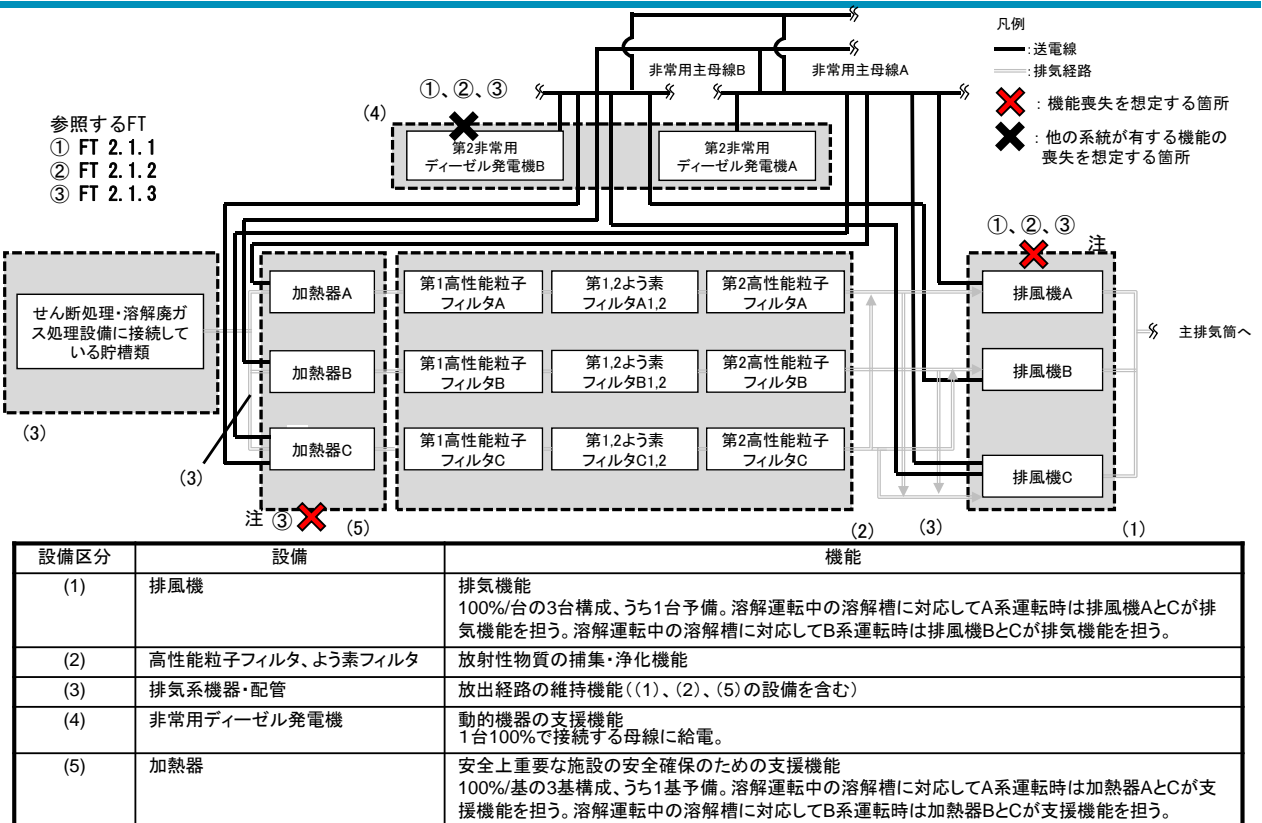 凡例
:送電線
:排気経路
：機能喪失を想定する箇所
：他の系統が有する機能の
喪失を想定する箇所
非常用主母線B
非常用主母線A
参照するFT
① FT 2.1.1
② FT 2.1.2
③ FT 2.1.3
①、②、③
(4)
第2非常用
ディーゼル発電機B
第2非常用
ディーゼル発電機A
①、②、③
注
せん断処理・溶解廃ガ
ス処理設備に接続して
いる貯槽類
(3)
加熱器A
加熱器B
加熱器C
(3)
注 ③
(5)
第1高性能粒子
フィルタA
第1,2よう素
フィルタA1,2
第2高性能粒子
フィルタA
第1高性能粒子
フィルタB
第1,2よう素
フィルタB1,2
第2高性能粒子
フィルタB
第1高性能粒子
フィルタC
第1,2よう素
フィルタC1,2
第2高性能粒子
フィルタC
(2)
(3)
排風機A
排風機B
排風機C
(1)
主排気筒へ
設備区分 設備 機能
(1) 排風機 排気機能
100%/台の3台構成、うち1台予備。溶解運転中の溶解槽に対応してA系運転時は排風機AとCが排
気機能を担う。溶解運転中の溶解槽に対応してB系運転時は排風機BとCが排気機能を担う。
(2) 高性能粒子フィルタ、よう素フィルタ 放射性物質の捕集・浄化機能
(3) 排気系機器・配管 放出経路の維持機能((1)、(2)、(5)の設備を含む)
(4) 非常用ディーゼル発電機 動的機器の支援機能
1台100%で接続する母線に給電。
(5) 加熱器 安全上重要な施設の安全確保のための支援機能
100%/基の3基構成、うち1基予備。溶解運転中の溶解槽に対応してA系運転時は加熱器AとCが支
援機能を担う。溶解運転中の溶解槽に対応してB系運転時は加熱器BとCが支援機能を担う。